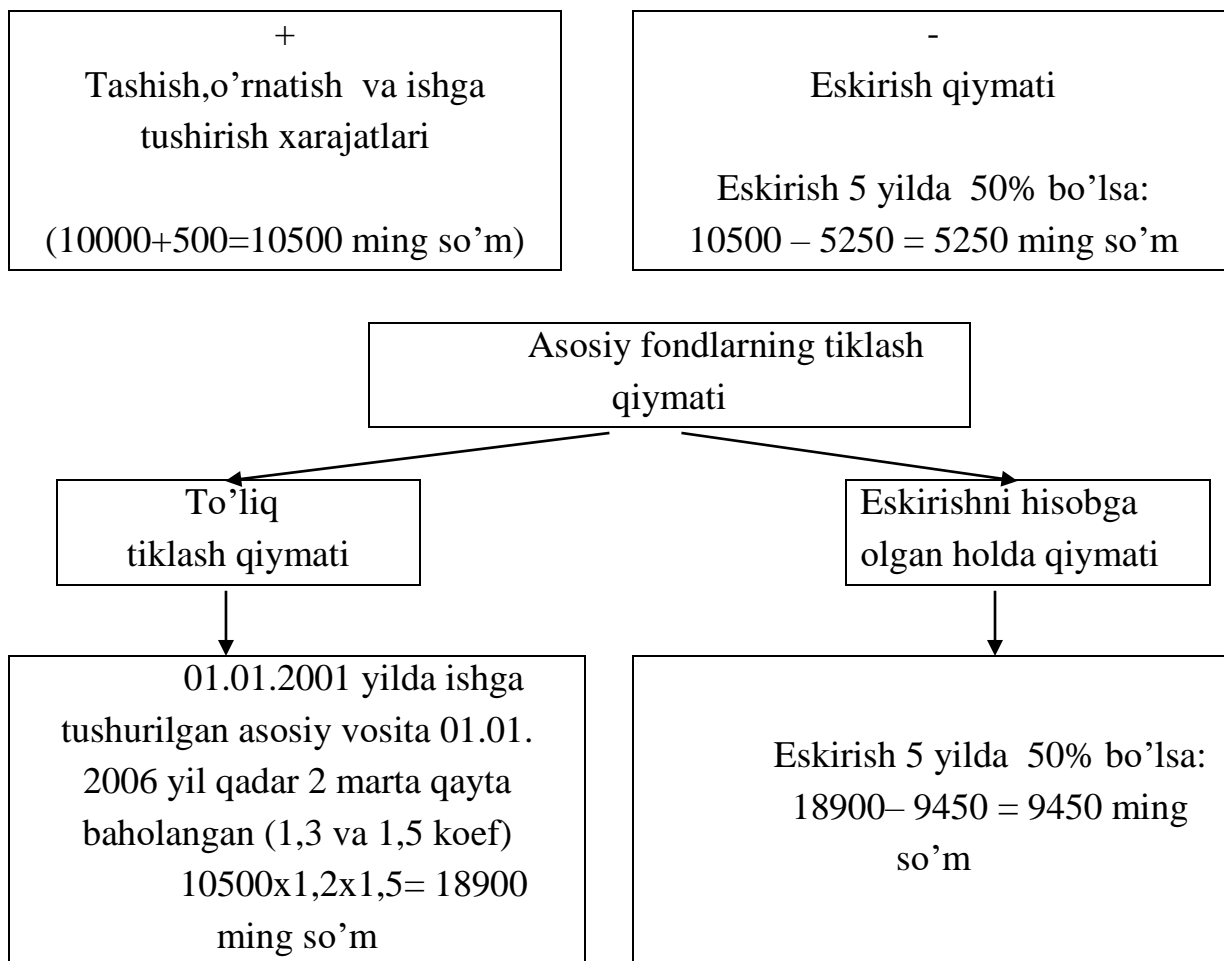 +
Tashish,o’rnatish va ishga
tushirish xarajatlari
(10000+500=10500 ming so’m)
-
Eskirish qiymati
Eskirish 5 yilda 50% bo’lsa:
10500 – 5250 = 5250 ming so’m
Asosiy fondlarning tiklash
qiymati
To’liq
tiklash qiymati
Eskirishni hisobga
olgan holda qiymati
01.01.2001 yilda ishga
tushurilgan asosiy vosita 01.01.
2006 yil qadar 2 marta qayta
baholangan (1,3 va 1,5 koef)
10500x1,2x1,5= 18900
ming so’m
Eskirish 5 yilda 50% bo’lsa:
18900– 9450 = 9450 ming
so’m